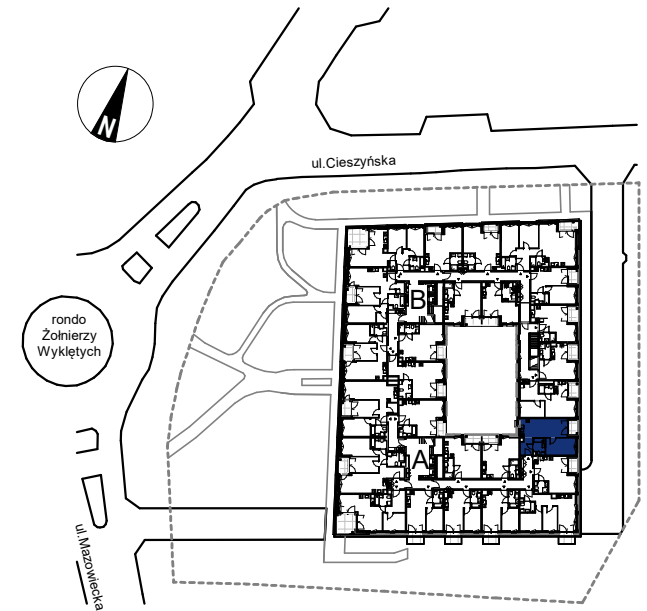 N
ul.Cieszyńska
B
rondo
Żołnierzy
Wyklętych
A
ul.Mazowiecka